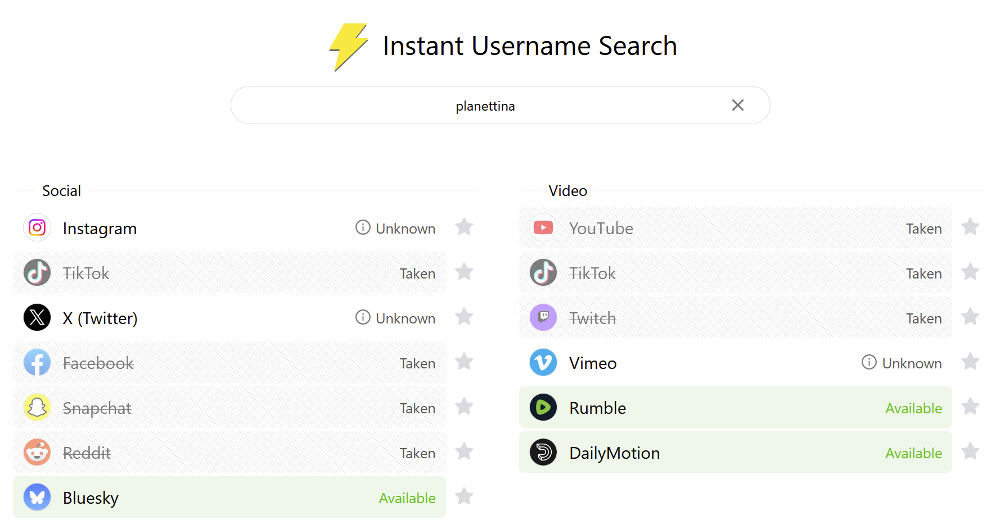 Instant Username Search
planettina
Social
Instagram Unknown
TikTok Taken
X (Twitter) Unknown
Facebook Taken
Snapchat Taken
Reddit Taken
Bluesky Available
Video
YouTube Taken
TikTok Taken
Twitch Taken
Vimeo Unknown
Rumble Available
DailyMotion Available